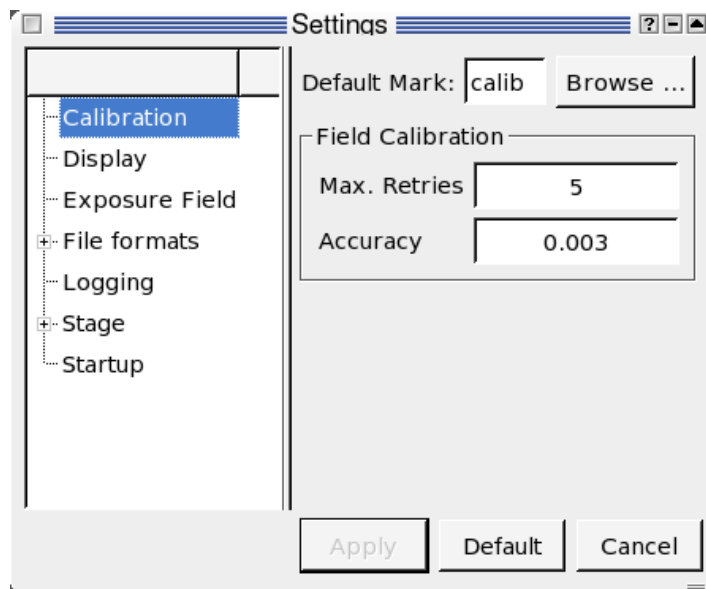 Settings
Default Mark: calib Browse ...
Calibration
Display
Exposure Field
File formats
Logging
Stage
Startup
Field Calibration
Max. Retries 5
Accuracy 0.003
Apply Default Cancel